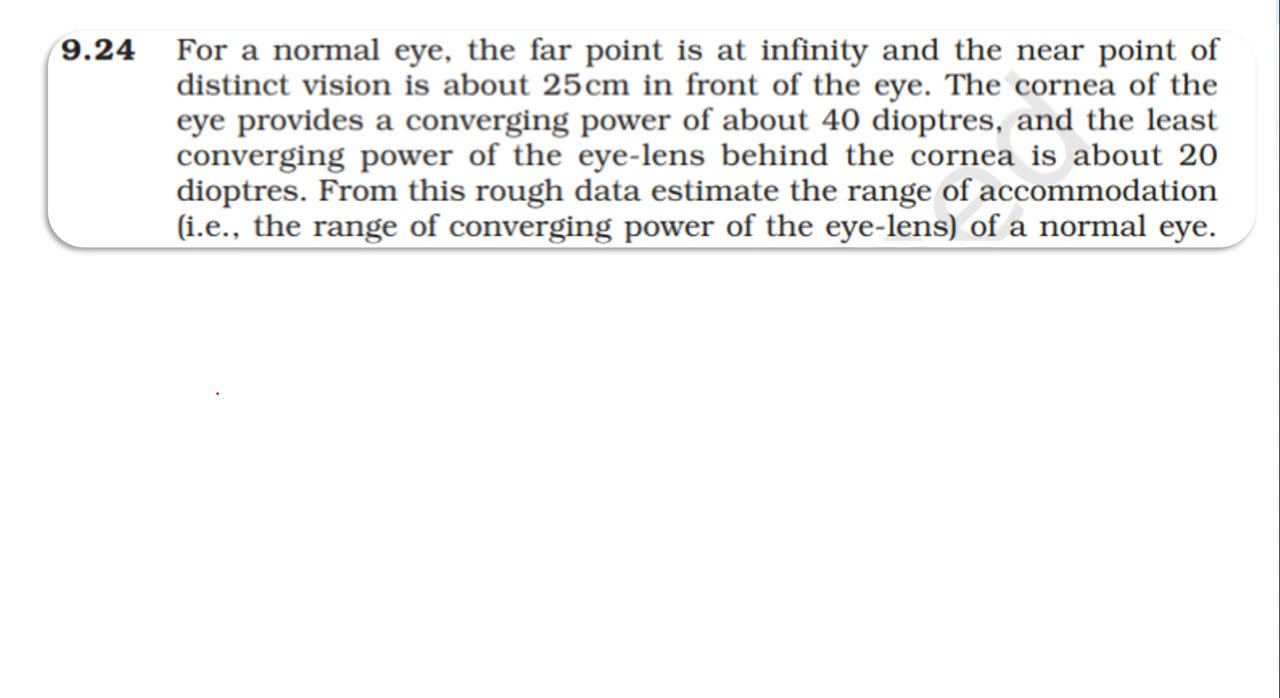 9.24 For a normal eye, the far point is at infinity and the near point of
distinct vision is about 25cm in front of the eye. The cornea of the
eye provides a converging power of about 40 dioptres, and the least
converging power of the eye-lens behind the cornea is about 20
dioptres. From this rough data estimate the range of accommodation
(i.e., the range of converging power of the eye-lens) of a normal eye.
ed